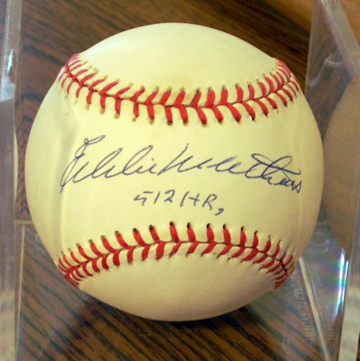 Eddie Mathews
512 HR,